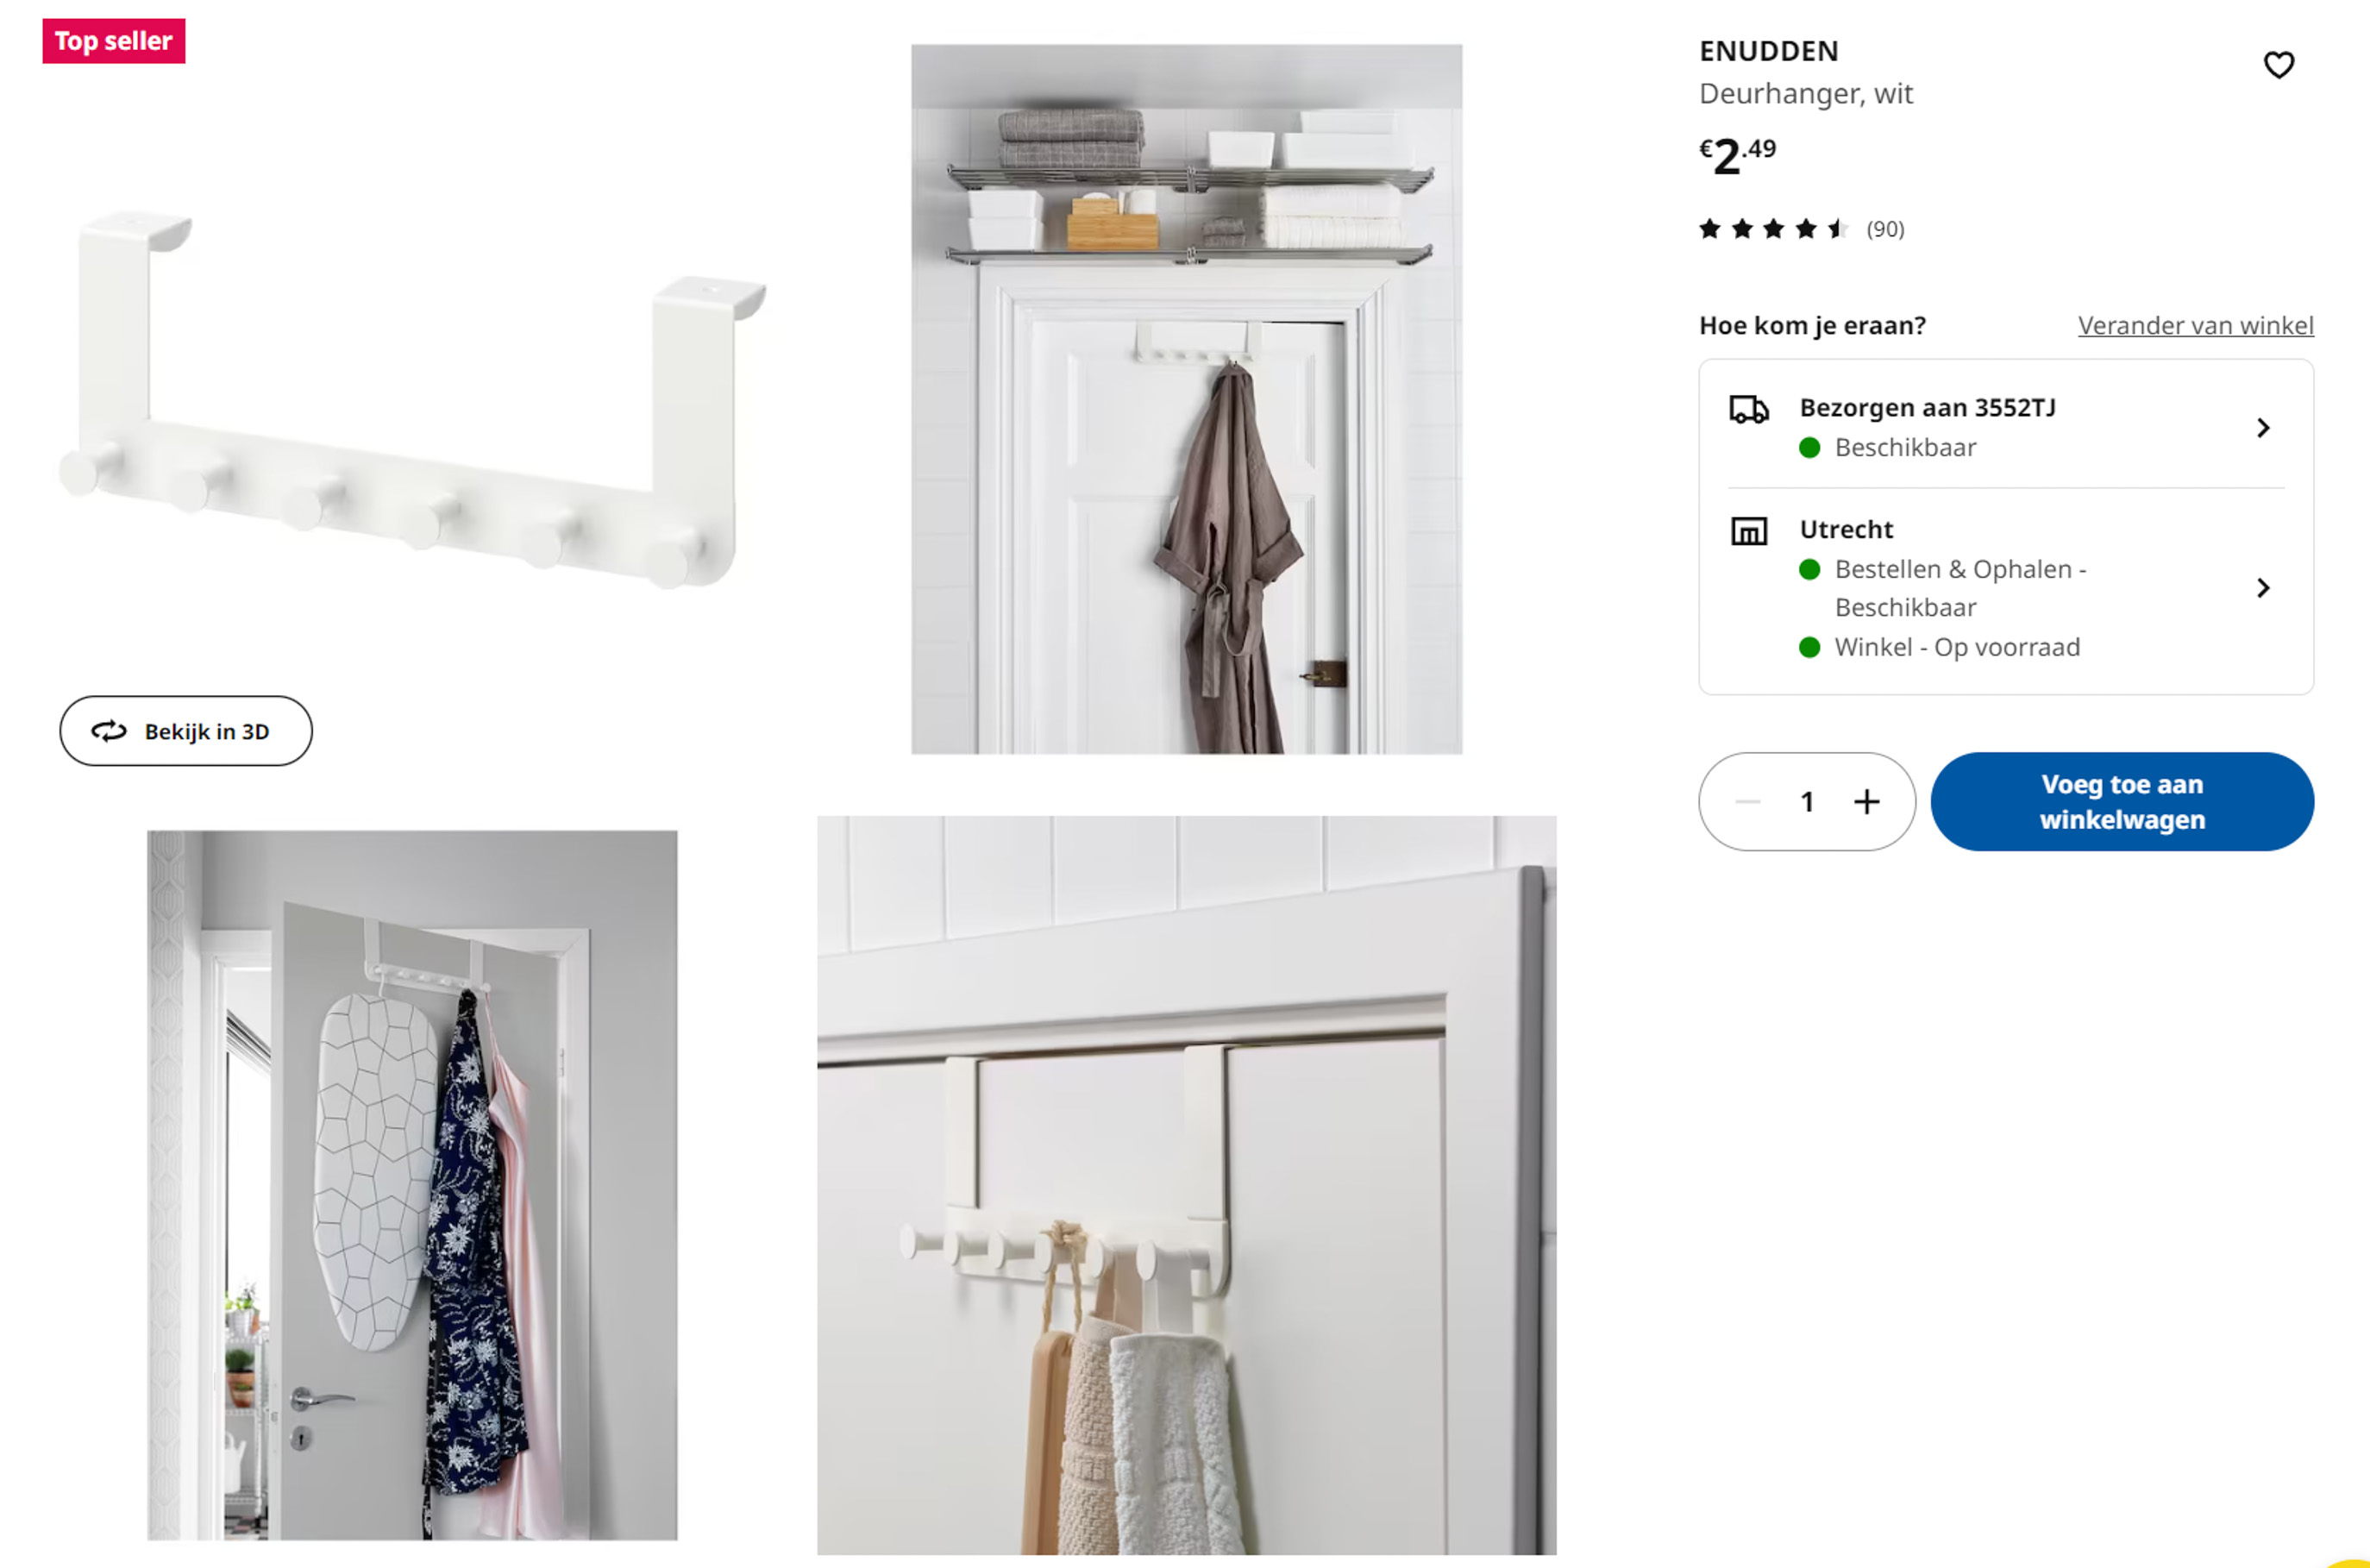 Top seller
Bekijk in 3D
ENUDDEN
Deurhanger, wit
€2.49
(90)
Hoe kom je eraan?
Verander van winkel
Bezorgen aan 3552TJ
Beschikbaar
Utrecht
Bestellen & Ophalen -
Beschikbaar
Winkel - Op voorraad
1
Voeg toe aan
winkelwagen